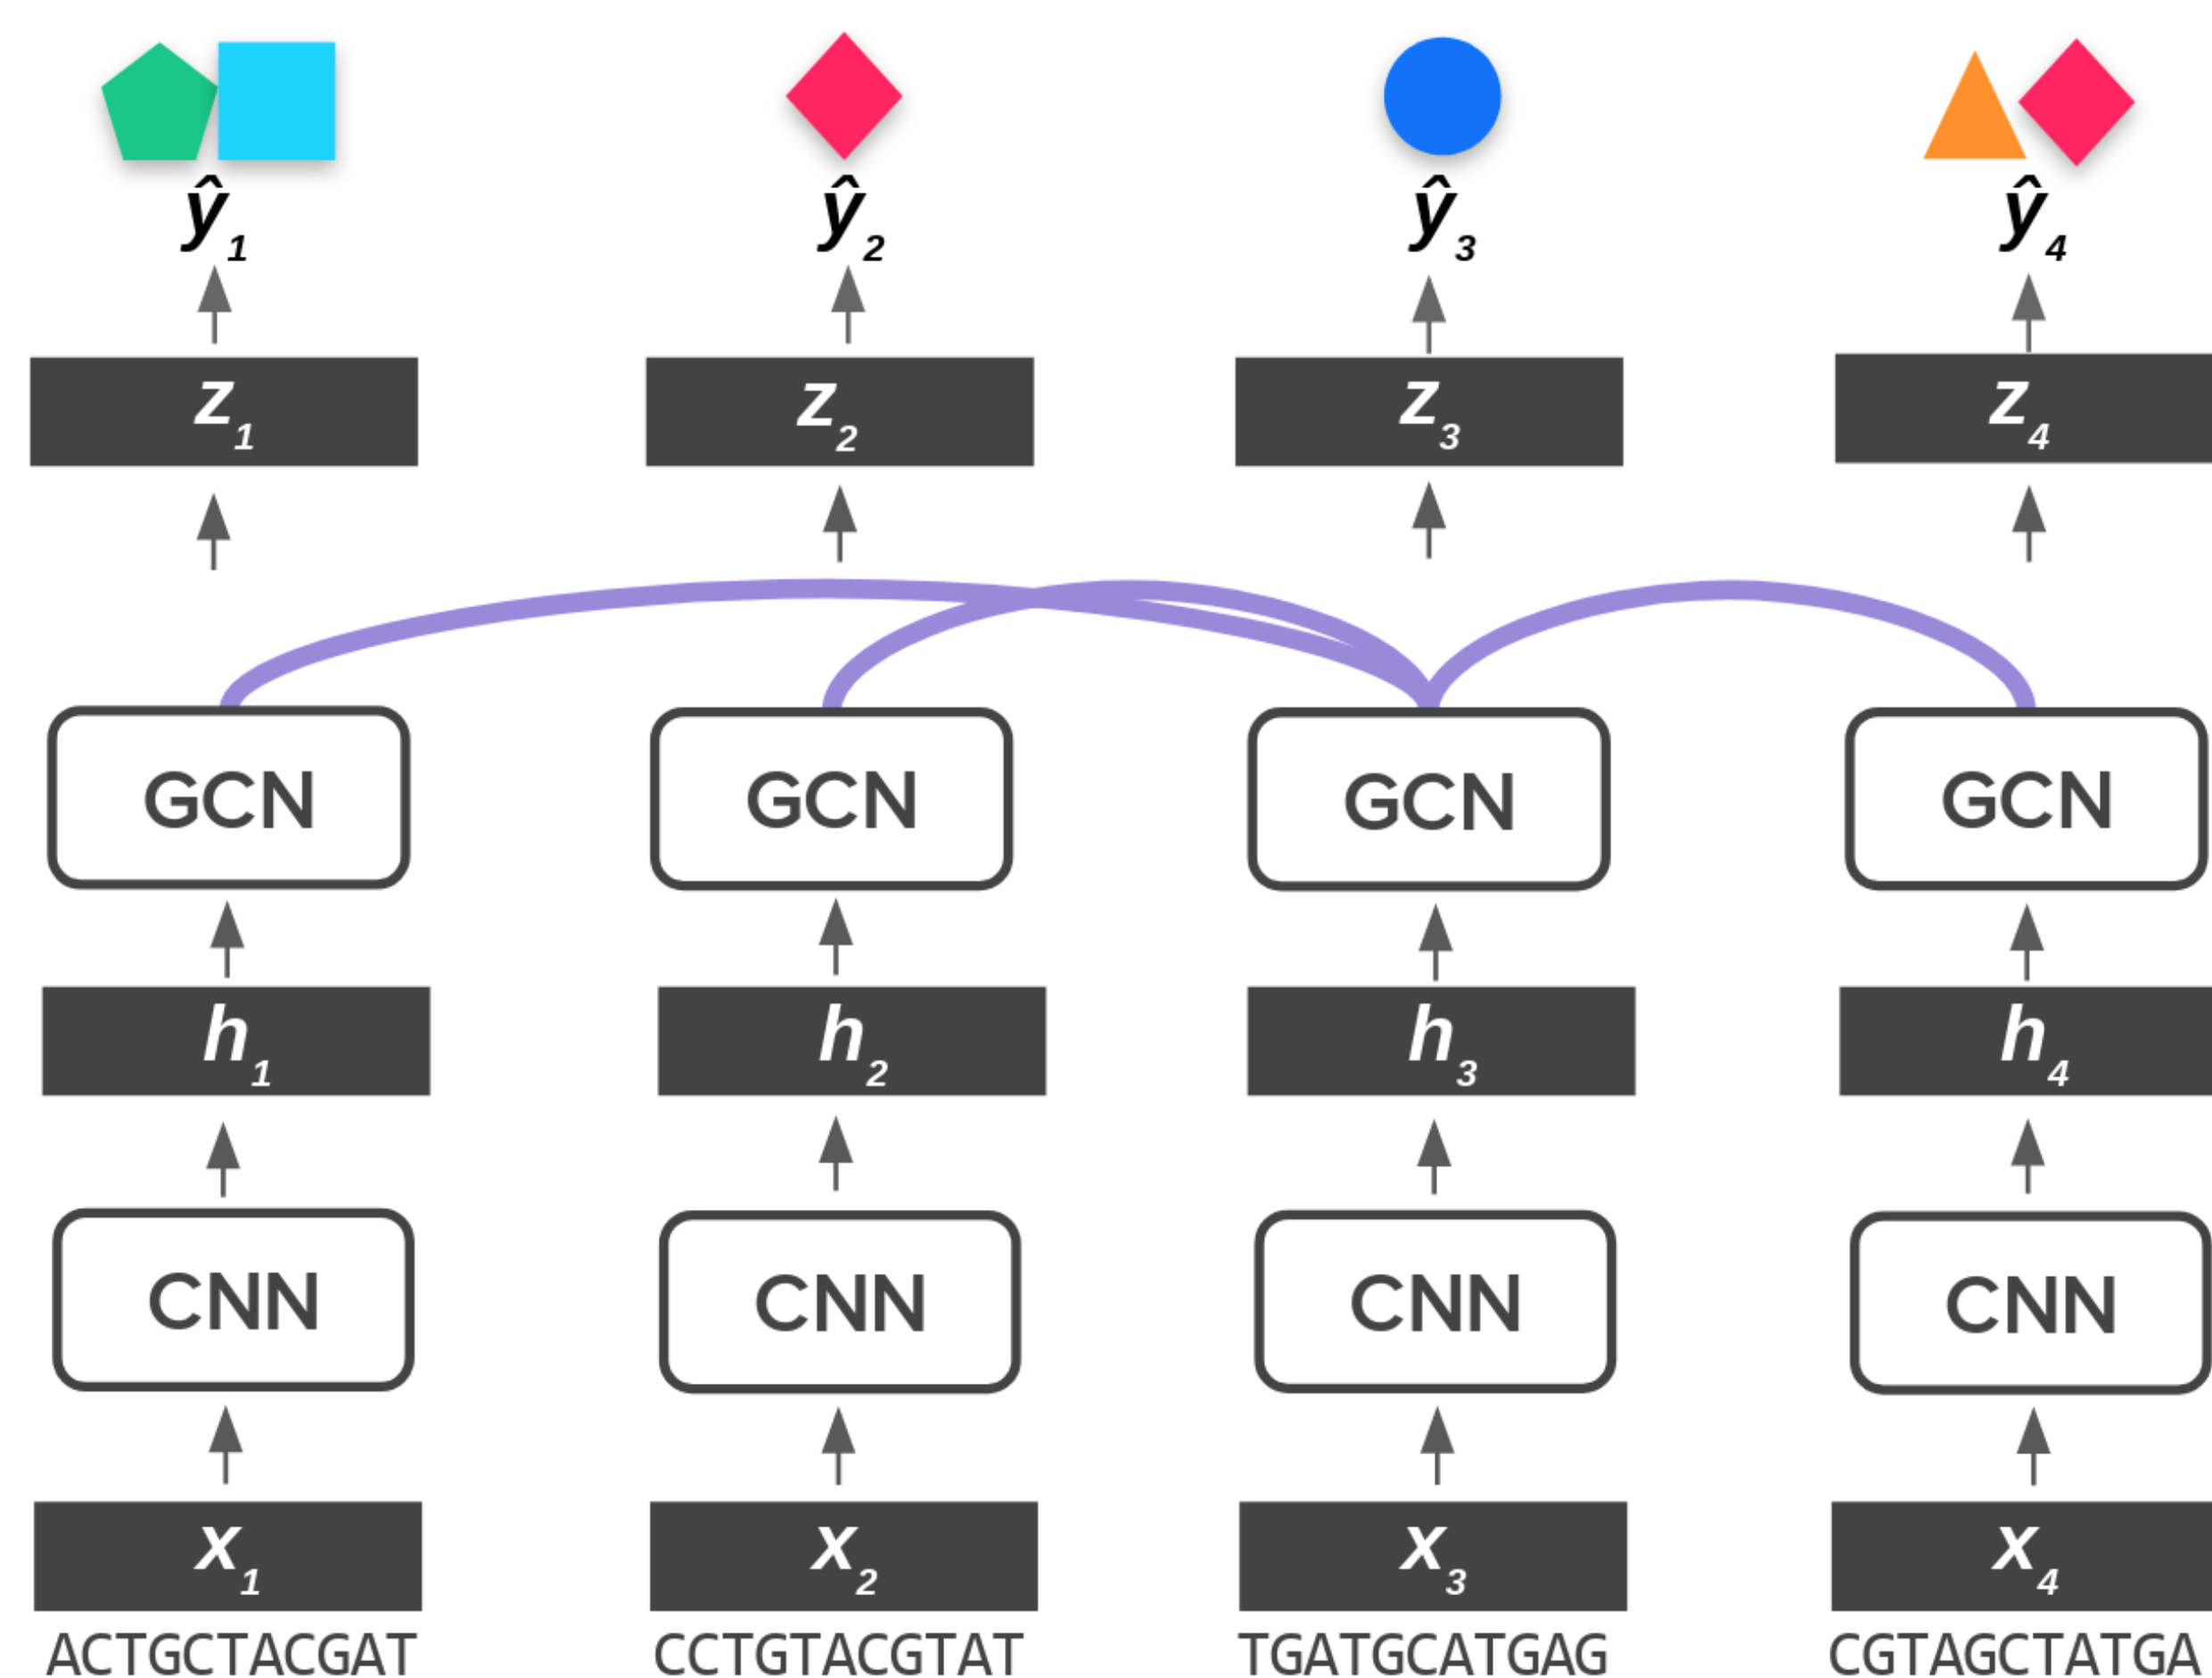 ŷ1 ŷ2 ŷ3 ŷ4
z1 z2 z3 z4
GCN GCN GCN GCN
h1 h2 h3 h4
CNN CNN CNN CNN
x1 x2 x3 x4
ACTGCTACGAT CCTGTACGTAT TGATGCATGAG CGTAGCTATGA